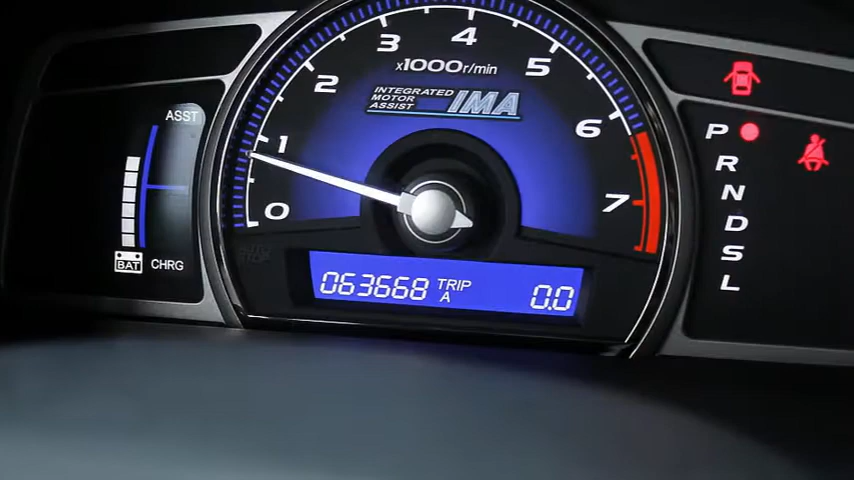 4
3
5
x1000r/min
2
INTEGRATED
MOTOR
ASSIST
IMA
ASST
6
1
P
R
7
N
0
D
AUTO
STOP
S
BAT
CHRG
063668 TRIP A 0.0
L